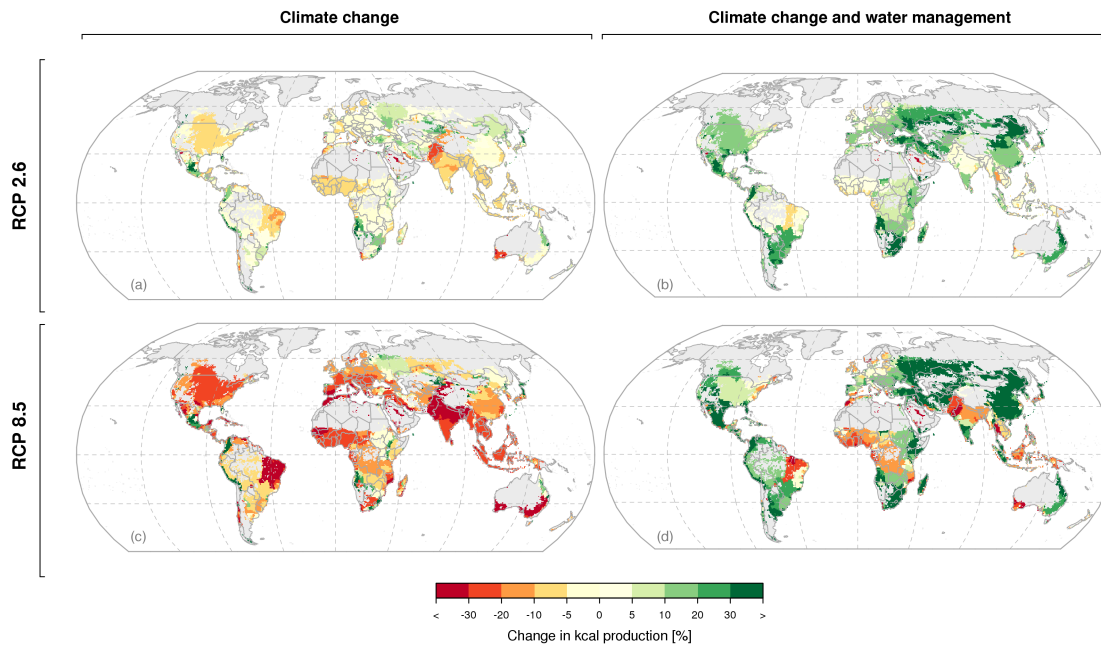 Climate change
Climate change and water management
RCP 2.6
(a)
(b)
RCP 8.5
(c)
(d)
< -30 -20 -10 -5 0 5 10 20 30 >
Change in kcal production [%]